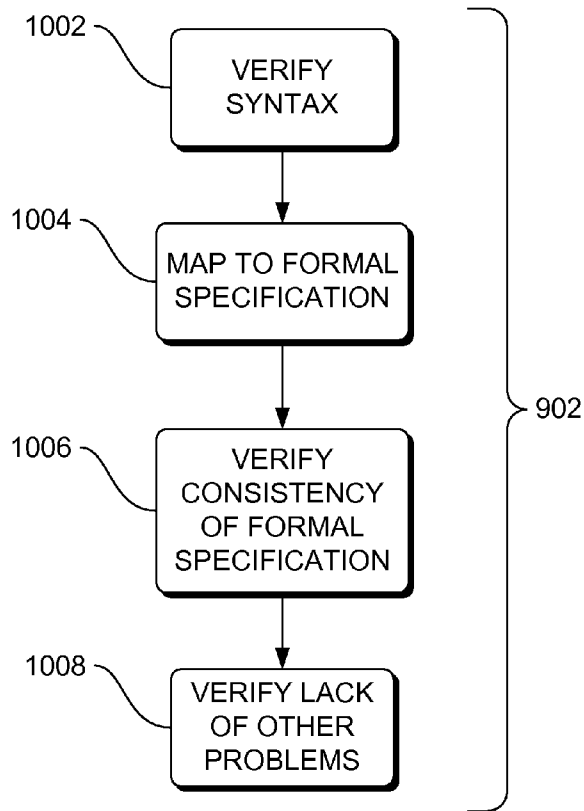 1002
VERIFY
SYNTAX
1004
MAP TO FORMAL
SPECIFICATION
902
1006
VERIFY
CONSISTENCY
OF FORMAL
SPECIFICATION
1008
VERIFY LACK
OF OTHER
PROBLEMS